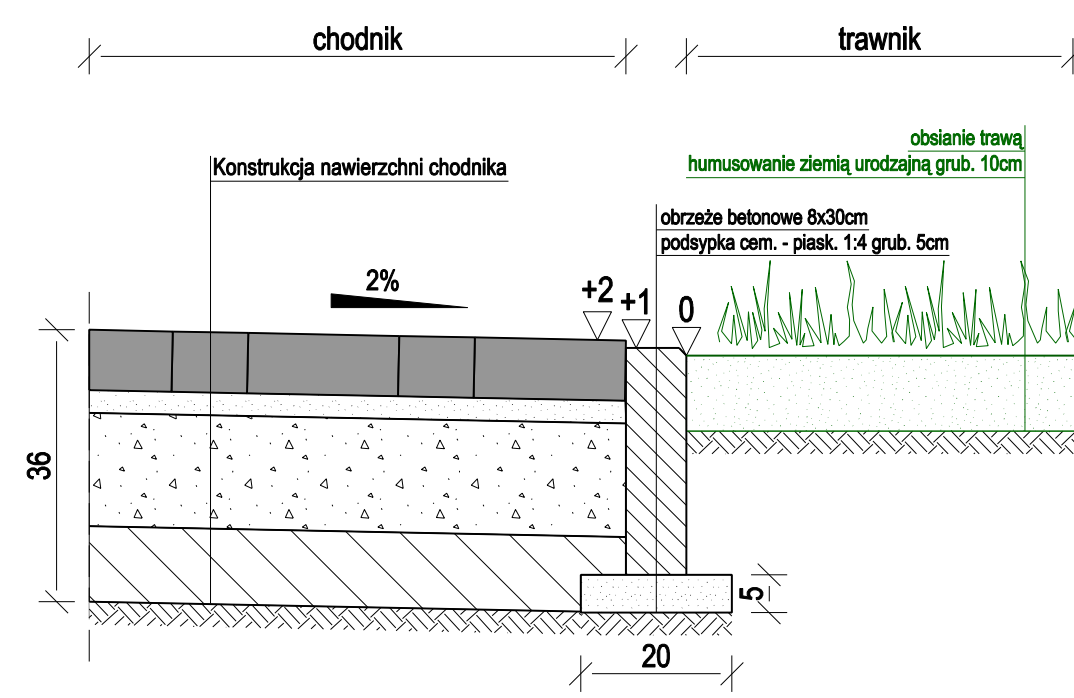 chodnik
trawnik
obsianie trawą
humusowanie ziemią urodzajną grub. 10cm
Konstrukcja nawierzchni chodnika
obrzeże betonowe 8x30cm
podsypka cem. - piask. 1:4 grub. 5cm
2%
+2
+1
0
36
5
20